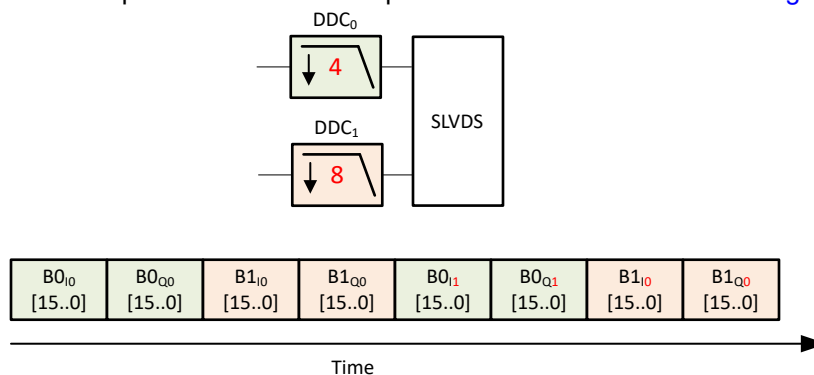 DDC0
4
SLVDS
DDC1
8
B0I0 B0Q0 B1I0 B1Q0 B0I1 B0Q1 B1I0 B1Q0
[15..0] [15..0] [15..0] [15..0] [15..0] [15..0] [15..0] [15..0]
Time